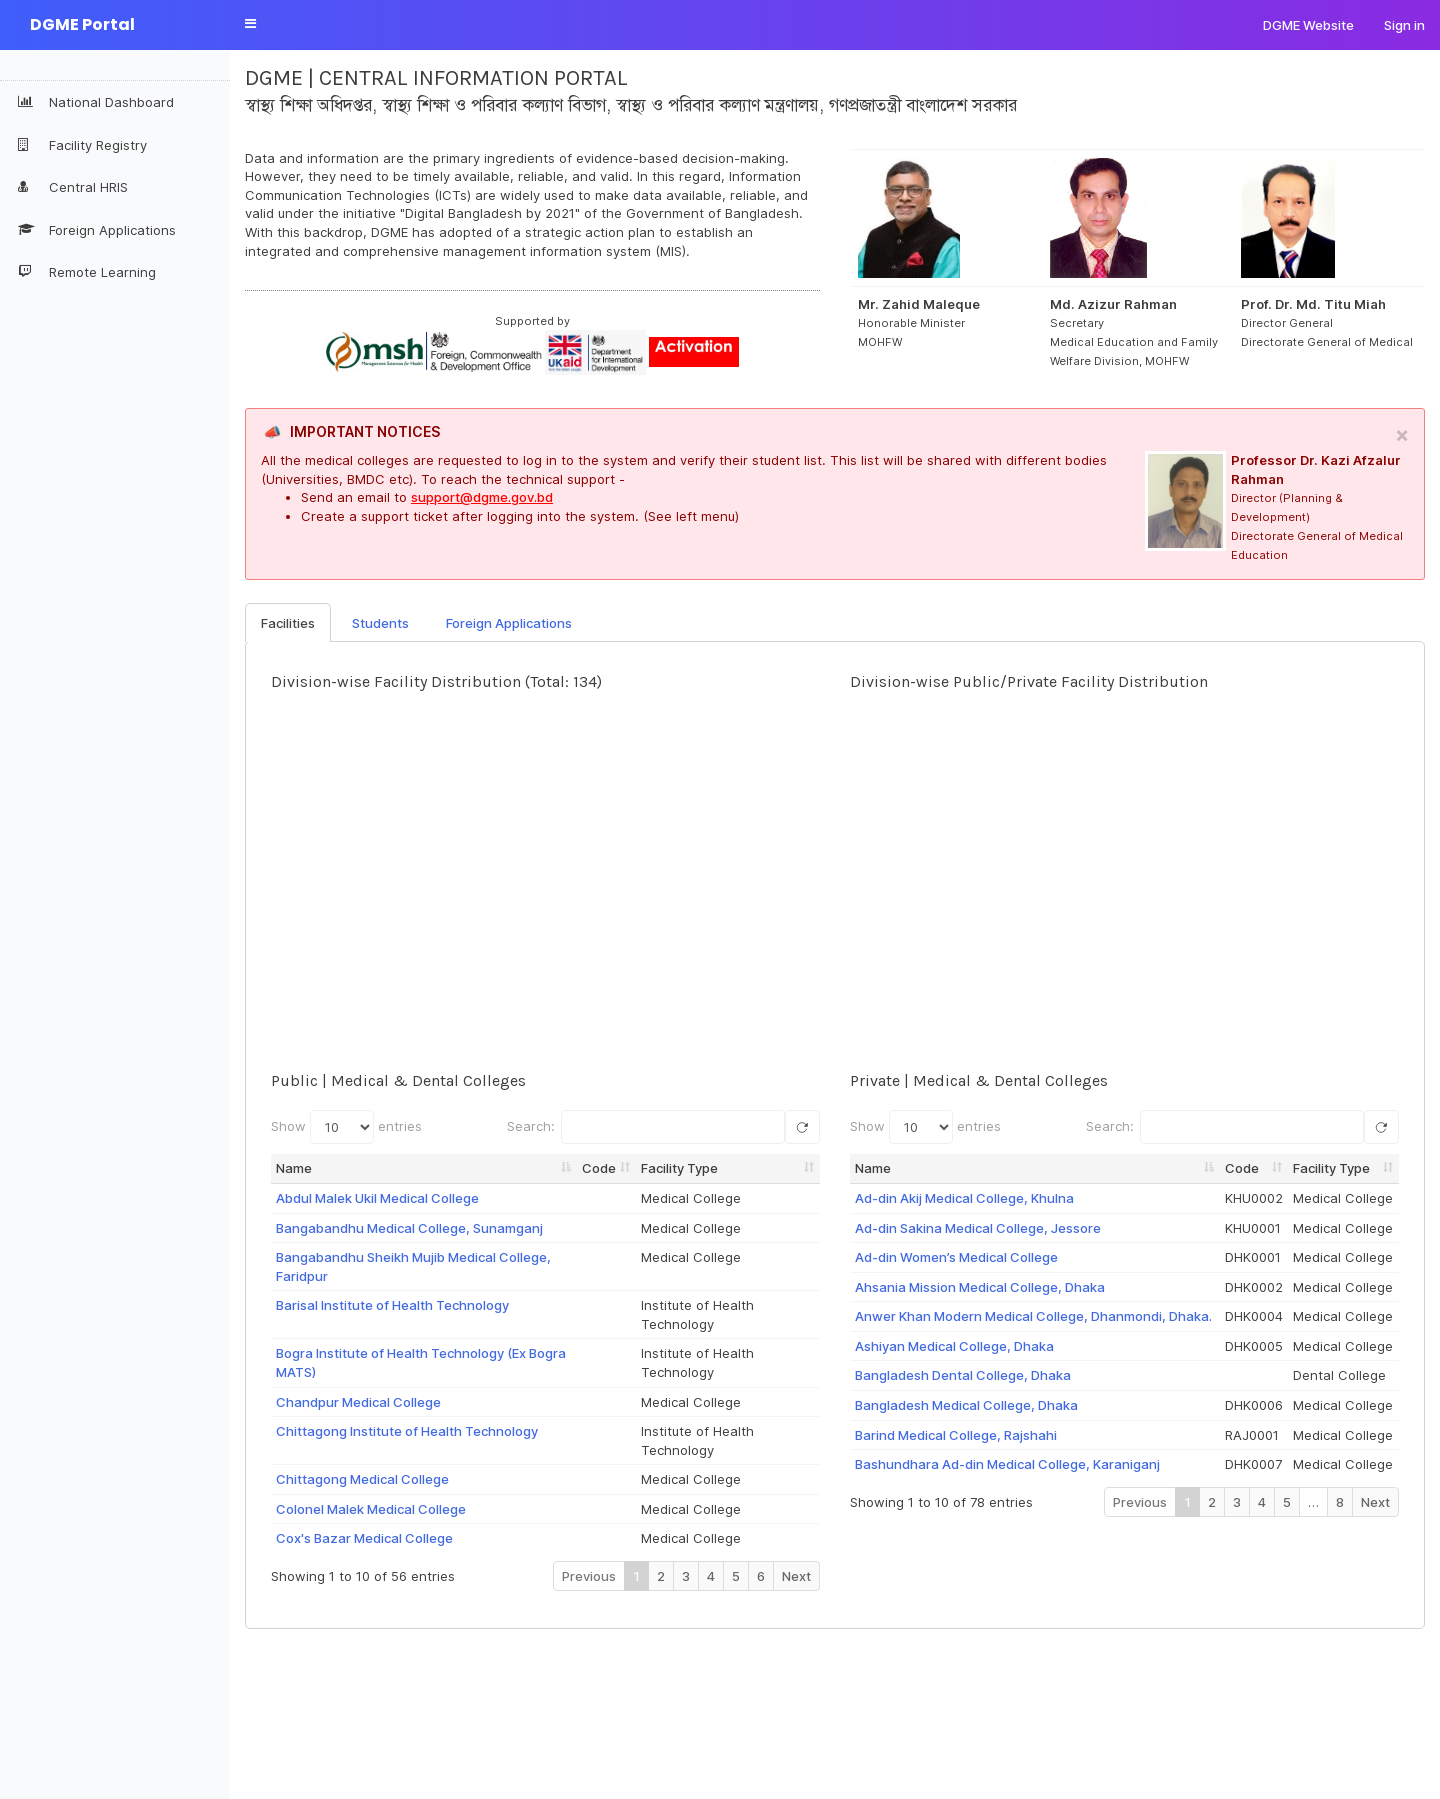 DGME Portal
DGME Website
Sign in
National Dashboard
Facility Registry
Central HRIS
Foreign Applications
Remote Learning
DGME | CENTRAL INFORMATION PORTAL
স্বাস্থ্য শিক্ষা অধিদপ্তর, স্বাস্থ্য শিক্ষা ও পরিবার কল্যাণ বিভাগ, স্বাস্থ্য ও পরিবার কল্যাণ মন্ত্রণালয়, গণপ্রজাতন্ত্রী বাংলাদেশ সরকার
Data and information are the primary ingredients of evidence-based decision-making.
However, they need to be timely available, reliable, and valid. In this regard, Information
Communication Technologies (ICTs) are widely used to make data available, reliable, and
valid under the initiative "Digital Bangladesh by 2021" of the Government of Bangladesh.
With this backdrop, DGME has adopted of a strategic action plan to establish an
integrated and comprehensive management information system (MIS).
Supported by
msh
Management Sciences for Health
Foreign, Commonwealth
& Development Office
UKaid
from the British people
Department
for International
Development
Activation
Mr. Zahid Maleque
Honorable Minister
MOHFW
Md. Azizur Rahman
Secretary
Medical Education and Family
Welfare Division, MOHFW
Prof. Dr. Md. Titu Miah
Director General
Directorate General of Medical
IMPORTANT NOTICES
×
All the medical colleges are requested to log in to the system and verify their student list. This list will be shared with different bodies
(Universities, BMDC etc). To reach the technical support -
• Send an email to support@dgme.gov.bd
• Create a support ticket after logging into the system. (See left menu)
Professor Dr. Kazi Afzalur
Rahman
Director (Planning &
Development)
Directorate General of Medical
Education
Facilities
Students
Foreign Applications
Division-wise Facility Distribution (Total: 134)
Division-wise Public/Private Facility Distribution
Public | Medical & Dental Colleges
Show 10 entries
Search:
Name Code Facility Type
Abdul Malek Ukil Medical College Medical College
Bangabandhu Medical College, Sunamganj Medical College
Bangabandhu Sheikh Mujib Medical College, Medical College
Faridpur
Barisal Institute of Health Technology Institute of Health
Technology
Bogra Institute of Health Technology (Ex Bogra Institute of Health
MATS) Technology
Chandpur Medical College Medical College
Chittagong Institute of Health Technology Institute of Health
Technology
Chittagong Medical College Medical College
Colonel Malek Medical College Medical College
Cox's Bazar Medical College Medical College
Showing 1 to 10 of 56 entries
Previous 1 2 3 4 5 6 Next
Private | Medical & Dental Colleges
Show 10 entries
Search:
Name Code Facility Type
Ad-din Akij Medical College, Khulna KHU0002 Medical College
Ad-din Sakina Medical College, Jessore KHU0001 Medical College
Ad-din Women’s Medical College DHK0001 Medical College
Ahsania Mission Medical College, Dhaka DHK0002 Medical College
Anwer Khan Modern Medical College, Dhanmondi, Dhaka. DHK0004 Medical College
Ashiyan Medical College, Dhaka DHK0005 Medical College
Bangladesh Dental College, Dhaka Dental College
Bangladesh Medical College, Dhaka DHK0006 Medical College
Barind Medical College, Rajshahi RAJ0001 Medical College
Bashundhara Ad-din Medical College, Karaniganj DHK0007 Medical College
Showing 1 to 10 of 78 entries
Previous 1 2 3 4 5 … 8 Next